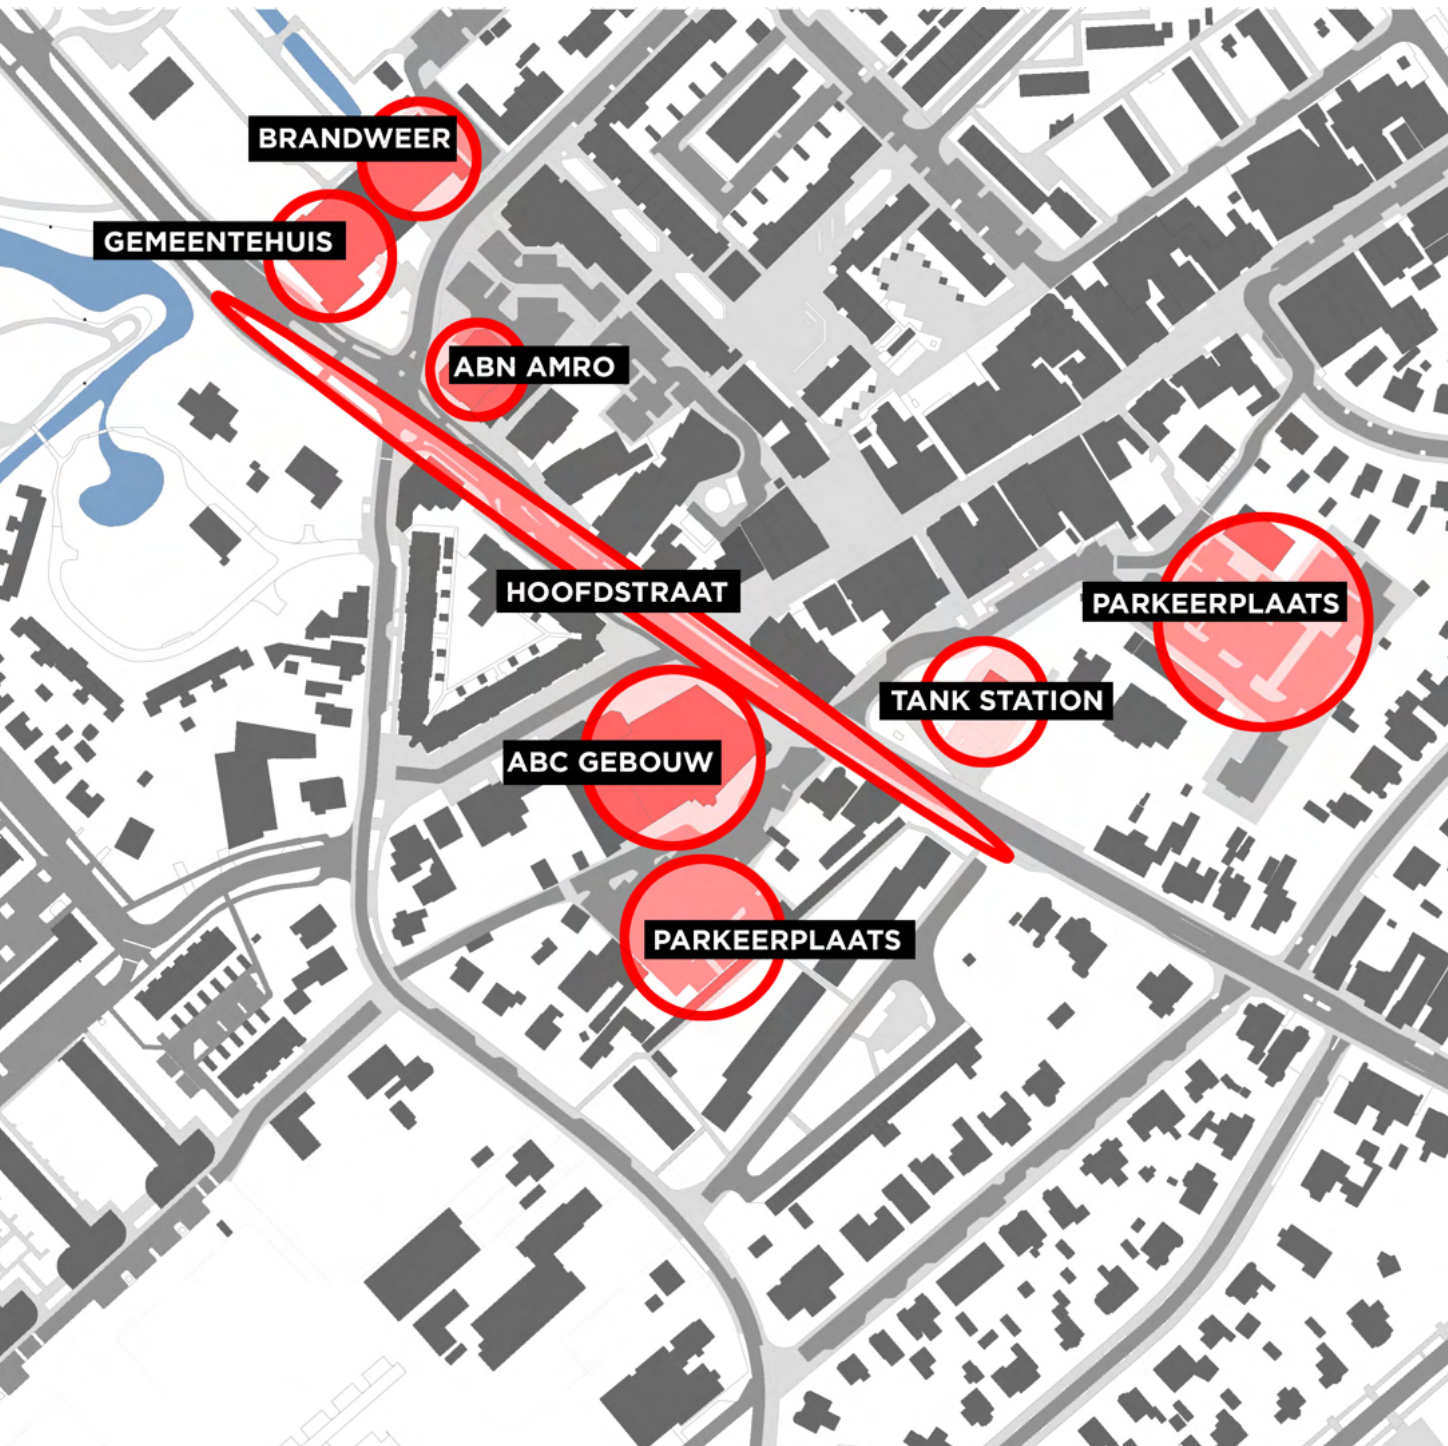 BRANDWEER
GEMEENTEHUIS
ABN AMRO
HOOFDSTRAAT
PARKEERPLAATS
TANK STATION
ABC GEBOUW
PARKEERPLAATS